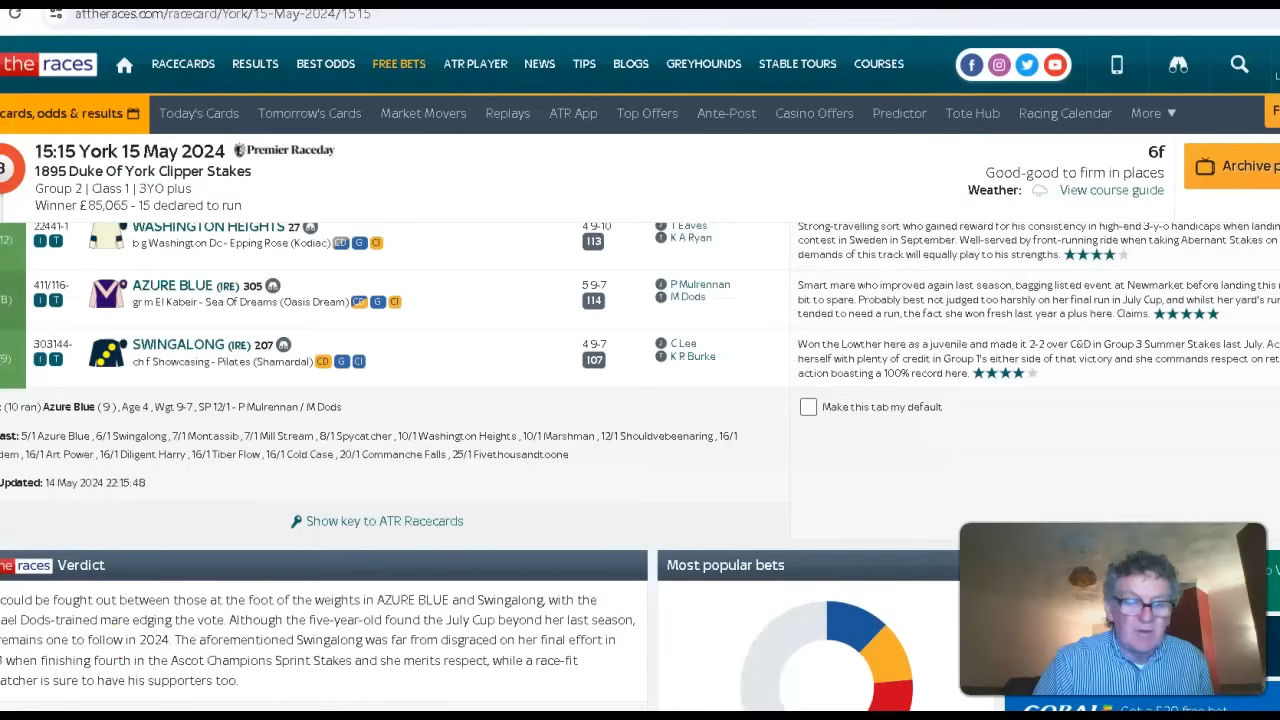 attheraces.com/racecard/York/15-May-2024/1515
the races
RACECARDS RESULTS BEST ODDS FREE BETS ATR PLAYER NEWS TIPS BLOGS GREYHOUNDS STABLE TOURS COURSES
cards, odds & results Today's Cards Tomorrow's Cards Market Movers Replays ATR App Top Offers Ante-Post Casino Offers Predictor Tote Hub Racing Calendar More
15:15 York 15 May 2024 Premier Raceday
1895 Duke Of York Clipper Stakes
Group 2 | Class 1 | 3YO plus
Winner £85,065 - 15 declared to run
6f
Good-good to firm in places
Weather: View course guide
Archive
12) 22441-1 WASHINGTON HEIGHTS 27 4 9-10 T Eaves
I T b g Washington Dc - Epping Rose (Kodiac) CD G CI 113 K A Ryan
Strong-travelling sort who gained reward for his consistency in high-end 3-y-o handicaps when landin
contest in Sweden in September. Well-served by front-running ride when taking Abernant Stakes on
demands of this track will equally play to his strengths.
8) 411/116- AZURE BLUE (IRE) 305 5 9-7 P Mulrennan
I T gr m El Kabeir - Sea Of Dreams (Oasis Dream) G CI 114 M Dods
Smart mare who improved again last season, bagging listed event at Newmarket before landing this
bit to spare. Probably best not judged too harshly on her final run in July Cup, and whilst her yard's run
tended to need a run, the fact she won fresh last year a plus here. Claims.
9) 303144- SWINGALONG (IRE) 207 4 9-7 C Lee
I T ch f Showcasing - Pilates (Shamardal) CD G CI 107 K R Burke
Won the Lowther here as a juvenile and made it 2-2 over C&D in Group 3 Summer Stakes last July. Ac
herself with plenty of credit in Group 1's either side of that victory and she commands respect on ret
action boasting a 100% record here.
: (10 ran) Azure Blue ( 9 ) , Age 4 , Wgt 9-7 , SP 12/1 - P Mulrennan / M Dods
Make this tab my default
ast: 5/1 Azure Blue , 6/1 Swingalong , 7/1 Montassib , 7/1 Mill Stream , 8/1 Spycatcher , 10/1 Washington Heights , 10/1 Marshman , 12/1 Shouldvebeenaring , 16/1
dern , 16/1 Art Power , 16/1 Diligent Harry , 16/1 Tiber Flow , 16/1 Cold Case , 20/1 Commanche Falls , 25/1 Fivethousandtoone
Updated: 14 May 2024 22:15:48
Show key to ATR Racecards
he races Verdict
could be fought out between those at the foot of the weights in AZURE BLUE and Swingalong, with the
ael Dods-trained mare edging the vote. Although the five-year-old found the July Cup beyond her last season,
remains one to follow in 2024. The aforementioned Swingalong was far from disgraced on her final effort in
3 when finishing fourth in the Ascot Champions Sprint Stakes and she merits respect, while a race-fit
atcher is sure to have his supporters too.
Most popular bets